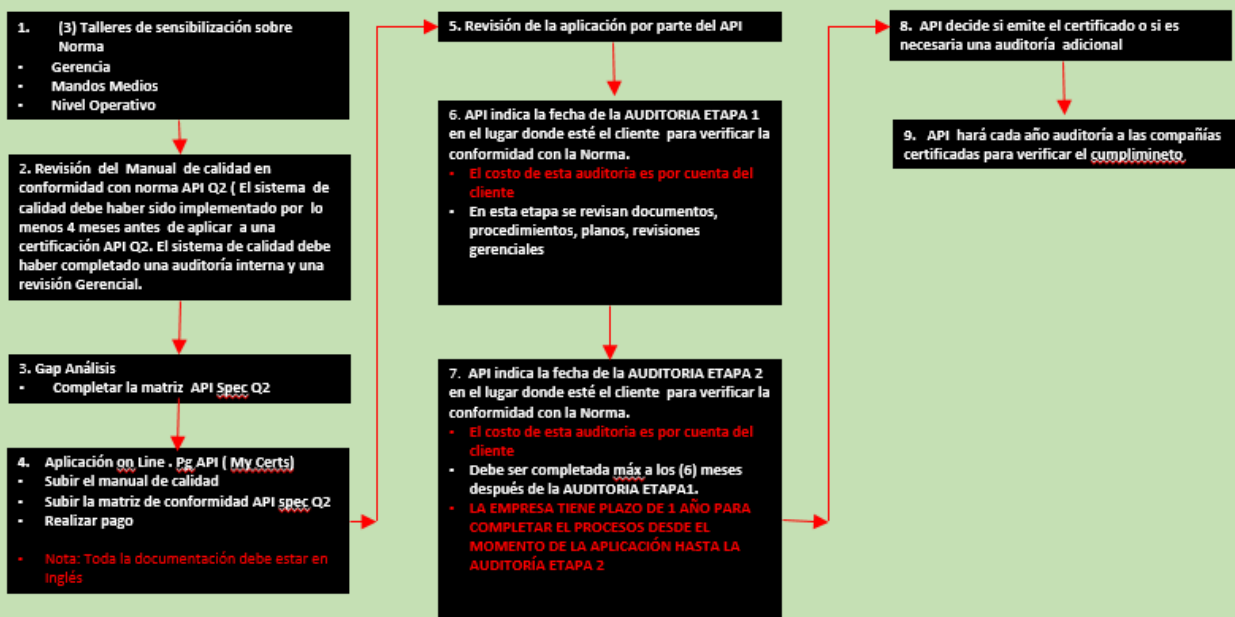 1. (3) Talleres de sensibilización sobre
Norma
- Gerencia
- Mandos Medios
- Nivel Operativo
2. Revisión del Manual de calidad en
conformidad con norma API Q2 ( El sistema de
calidad debe haber sido implementado por lo
menos 4 meses antes de aplicar a una
certificación API Q2. El sistema de calidad debe
haber completado una auditoría interna y una
revisión Gerencial.
3. Gap Análisis
- Completar la matriz API Spec Q2
4. Aplicación on Line . Pg API ( My Certs)
- Subir el manual de calidad
- Subir la matriz de conformidad API spec Q2
- Realizar pago
- Nota: Toda la documentación debe estar en
Inglés
5. Revisión de la aplicación por parte del API
6. API indica la fecha de la AUDITORIA ETAPA 1
en el lugar donde esté el cliente para verificar la
conformidad con la Norma.
- El costo de esta auditoria es por cuenta del
cliente
- En esta etapa se revisan documentos,
procedimientos, planos, revisiones
gerenciales
7. API indica la fecha de la AUDITORIA ETAPA 2
en el lugar donde esté el cliente para verificar la
conformidad con la Norma.
- El costo de esta auditoria es por cuenta del
cliente
- Debe ser completada máx a los (6) meses
después de la AUDITORIA ETAPA1.
- LA EMPRESA TIENE PLAZO DE 1 AÑO PARA
COMPLETAR EL PROCESOS DESDE EL
MOMENTO DE LA APLICACIÓN HASTA LA
AUDITORÍA ETAPA 2
8. API decide si emite el certificado o si es
necesaria una auditoría adicional
9. API hará cada año auditoría a las compañías
certificadas para verificar el cumplimineto